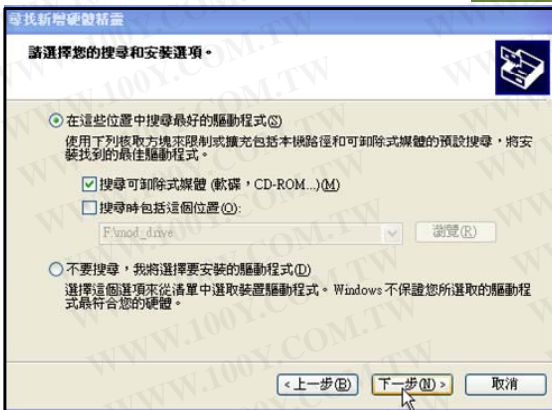 尋找新增硬體精靈
請選擇您的搜尋和安裝選項。
在這些位置中搜尋最好的驅動程式(S)
使用下列核取方塊來限制或擴充包括本機路徑和可卸除式媒體的預設搜尋，將安
裝找到的最佳驅動程式。
搜尋可卸除式媒體 (軟碟，CD-ROM...)(M)
搜尋時包括這個位置(O):
F:\mod_drive
瀏覽(R)
不要搜尋，我將選擇要安裝的驅動程式(D)
選擇這個選項來從清單中選取裝置驅動程式。Windows 不保證您所選取的驅動程
式最符合您的硬體。
<上一步(B)
下一步(N)>
取消
WWW.100Y.COM.TW